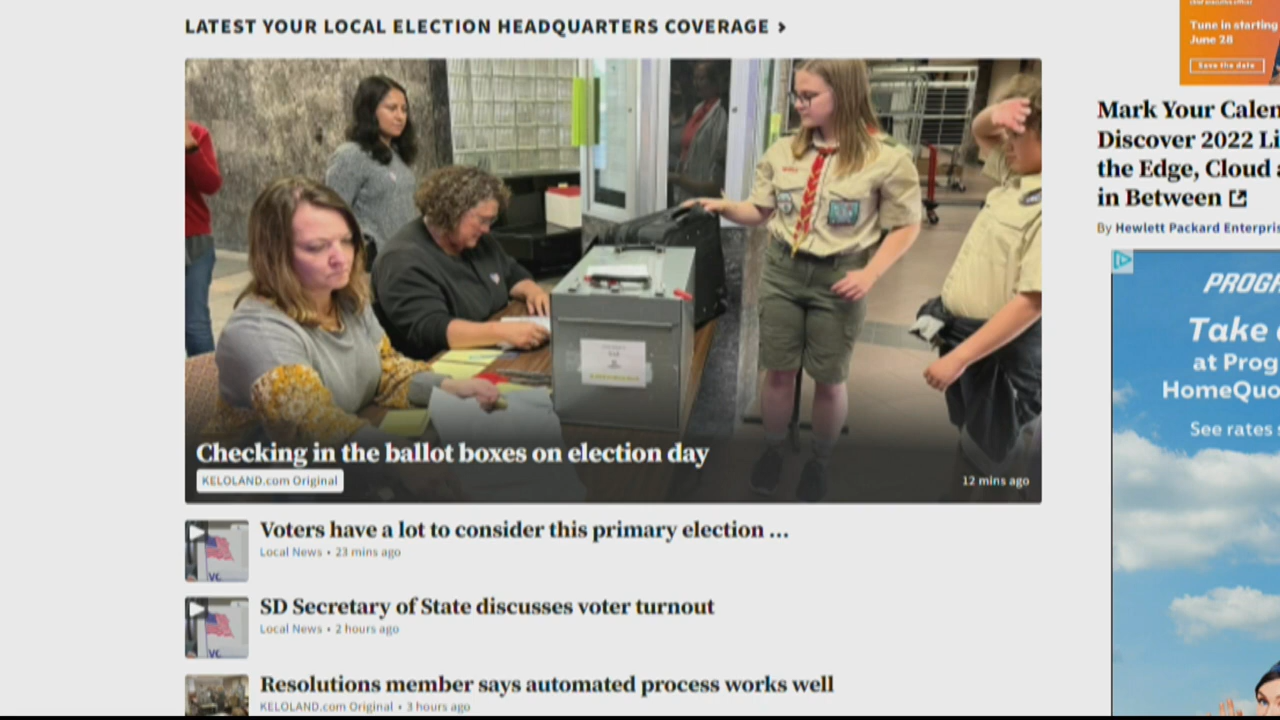 LATEST YOUR LOCAL ELECTION HEADQUARTERS COVERAGE >
Checking in the ballot boxes on election day
KELOLAND.com Original
12 mins ago
Voters have a lot to consider this primary election ...
Local News • 23 mins ago
VC
SD Secretary of State discusses voter turnout
Local News • 2 hours ago
VC
Resolutions member says automated process works well
KELOLAND.com Original • 3 hours ago
Tune in starting
June 28
Save the date
Mark Your Calen
Discover 2022 Li
the Edge, Cloud a
in Between
By Hewlett Packard Enterpris
PROGR
Take
at Prog
HomeQuo
See rates s